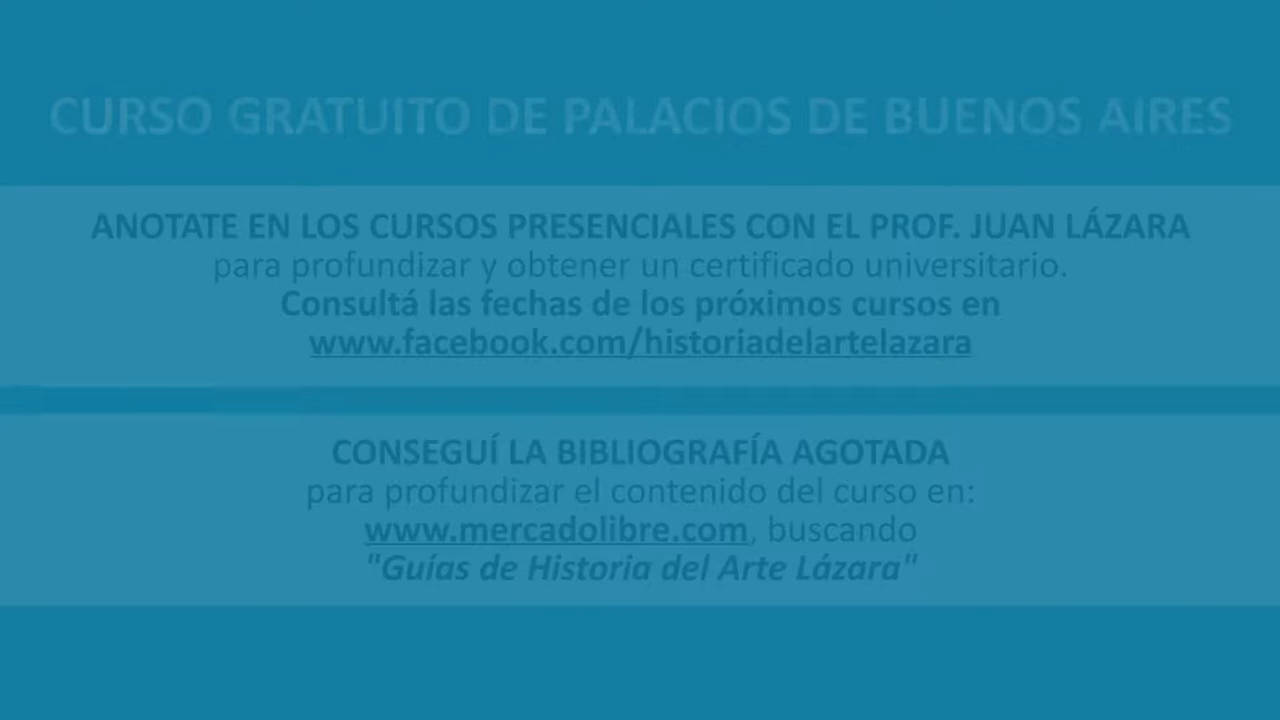 CURSO GRATUITO DE PALACIOS DE BUENOS AIRES
ANOTATE EN LOS CURSOS PRESENCIALES CON EL PROF. JUAN LÁZARA
para profundizar y obtener un certificado universitario.
Consultá las fechas de los próximos cursos en
www.facebook.com/historiadelartelazara
CONSEGUÍ LA BIBLIOGRAFÍA AGOTADA
para profundizar el contenido del curso en:
www.mercadolibre.com, buscando
"Guías de Historia del Arte Lázara"